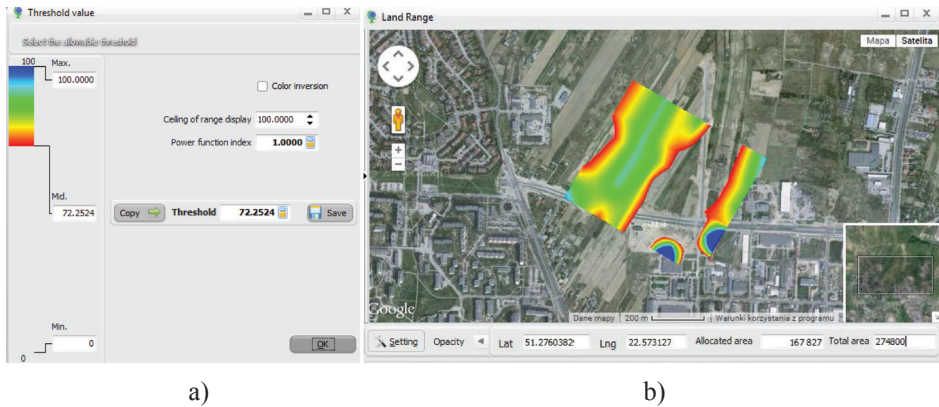 Threshold value
Select the allowable threshold
100 Max.
100.0000
Color inversion
Ceiling of range display 100.0000
Power function index 1.0000
Mid.
72.2524
Copy Threshold 72.2524 Save
Min.
0
0
OK
a)
Land Range
Mapa Satelita
Google
Dane mapy 200 m Warunki korzystania z programu
Setting Opacity Lat 51.2760382 Lng 22.573127 Allocated area 167 827 Total area 274800
b)